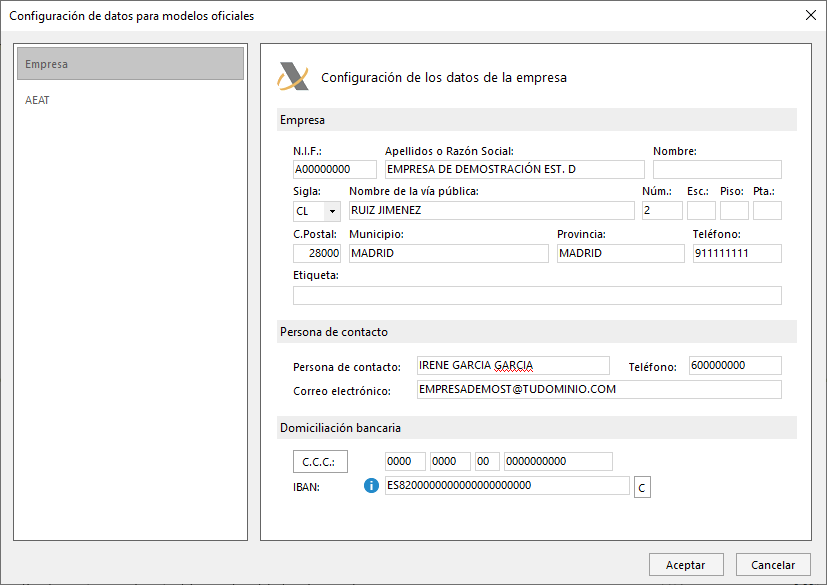 Configuración de datos para modelos oficiales
Empresa
AEAT
Configuración de los datos de la empresa
Empresa
N.I.F.: Apellidos o Razón Social: Nombre:
A00000000 EMPRESA DE DEMOSTRACIÓN EST. D
Sigla: Nombre de la vía pública: Núm.: Esc.: Piso: Pta.:
CL RUIZ JIMENEZ 2
C.Postal: Municipio: Provincia: Teléfono:
28000 MADRID MADRID 911111111
Etiqueta:
Persona de contacto
Persona de contacto: IRENE GARCIA GARCIA Teléfono: 600000000
Correo electrónico: EMPRESADEMOST@TUDOMINIO.COM
Domiciliación bancaria
C.C.C.: 0000 0000 00 0000000000
IBAN: ES8200000000000000000000 C
Aceptar Cancelar